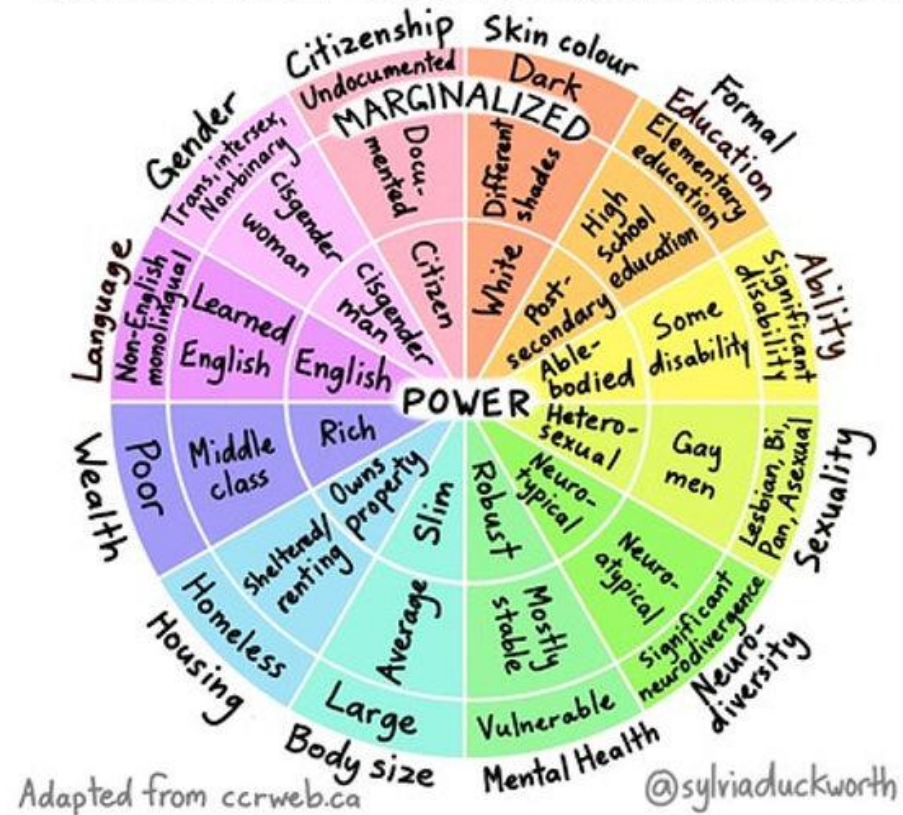 Citizenship
Undocumented
Docu-
mented
Citizen
Skin colour
Dark
Different
shades
White
Formal
Education
Elementary
education
High
School
education
Post-
secondary
Ability
Significant
disability
Some
disability
Able-
bodied
Sexuality
Lesbian, Bi,
Pan, Asexual
Gay
men
Hetero-
sexual
Neuro-
diversity
Significant
neurodivergence
Neuro-
atypical
Neuro-
typical
Mental Health
Vulnerable
Mostly
stable
Robust
Body size
Large
Average
Slim
Housing
Homeless
Sheltered/
renting
Owns
property
Wealth
Poor
Middle
class
Rich
Language
Non-English
monolingual
Learned
English
English
Gender
Trans, intersex,
Non-binary
cisgender
woman
cisgender
man
MARGINALIZED
POWER
Adapted from ccrweb.ca
@sylviaduckworth